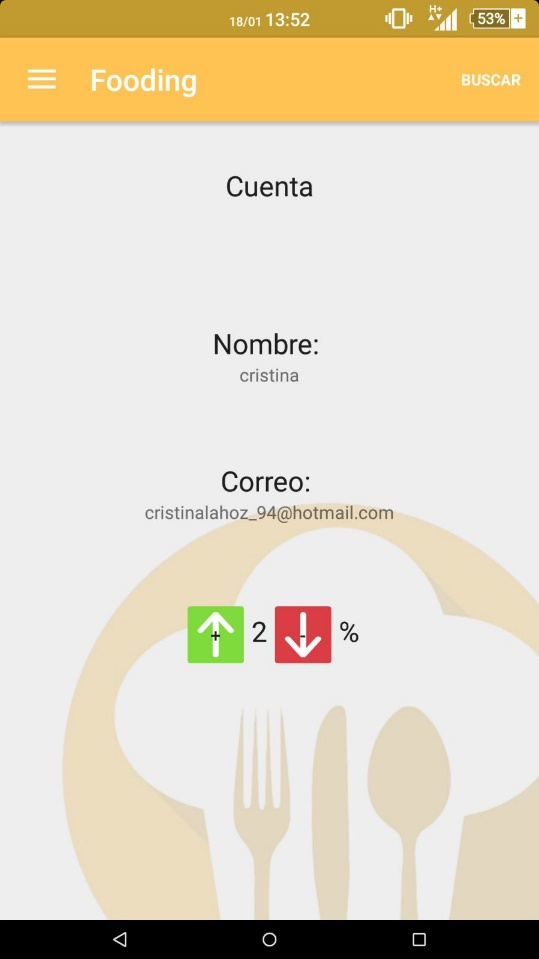 18/01 13:52 H+ 53%
Fooding BUSCAR
Cuenta
Nombre:
cristina
Correo:
cristinalahoz_94@hotmail.com
+ 2 - %